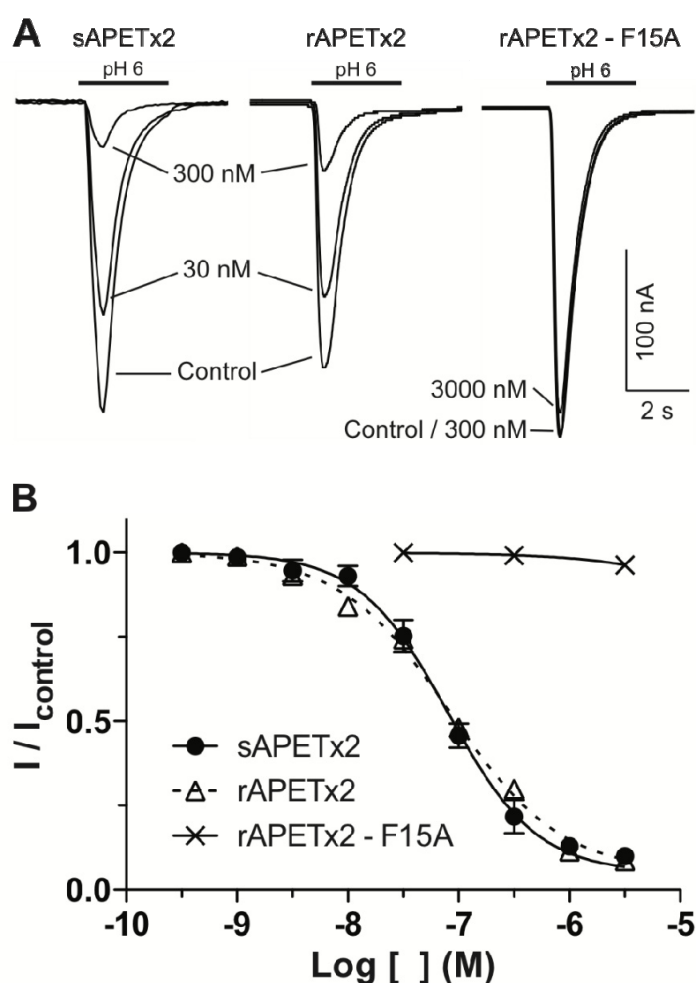 A
sAPETx2 rAPETx2 rAPETx2 - F15A
pH 6 pH 6 pH 6
300 nM
30 nM
Control
3000 nM
Control / 300 nM
100 nA
2 s
B
1.0
0.5
0.0
I / Icontrol
sAPETx2
rAPETx2
rAPETx2 - F15A
-10 -9 -8 -7 -6 -5
Log [ ] (M)